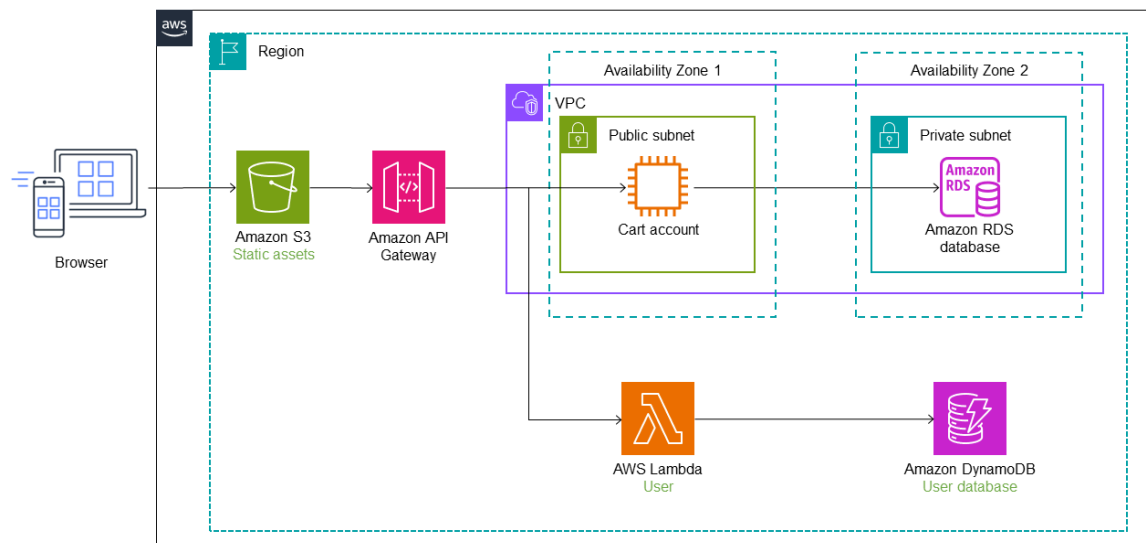 aws
Region
Availability Zone 1
Availability Zone 2
VPC
Public subnet
Private subnet
Amazon
RDS
Cart account
Amazon RDS
database
Amazon S3
Static assets
Amazon API
Gateway
Browser
AWS Lambda
User
Amazon DynamoDB
User database